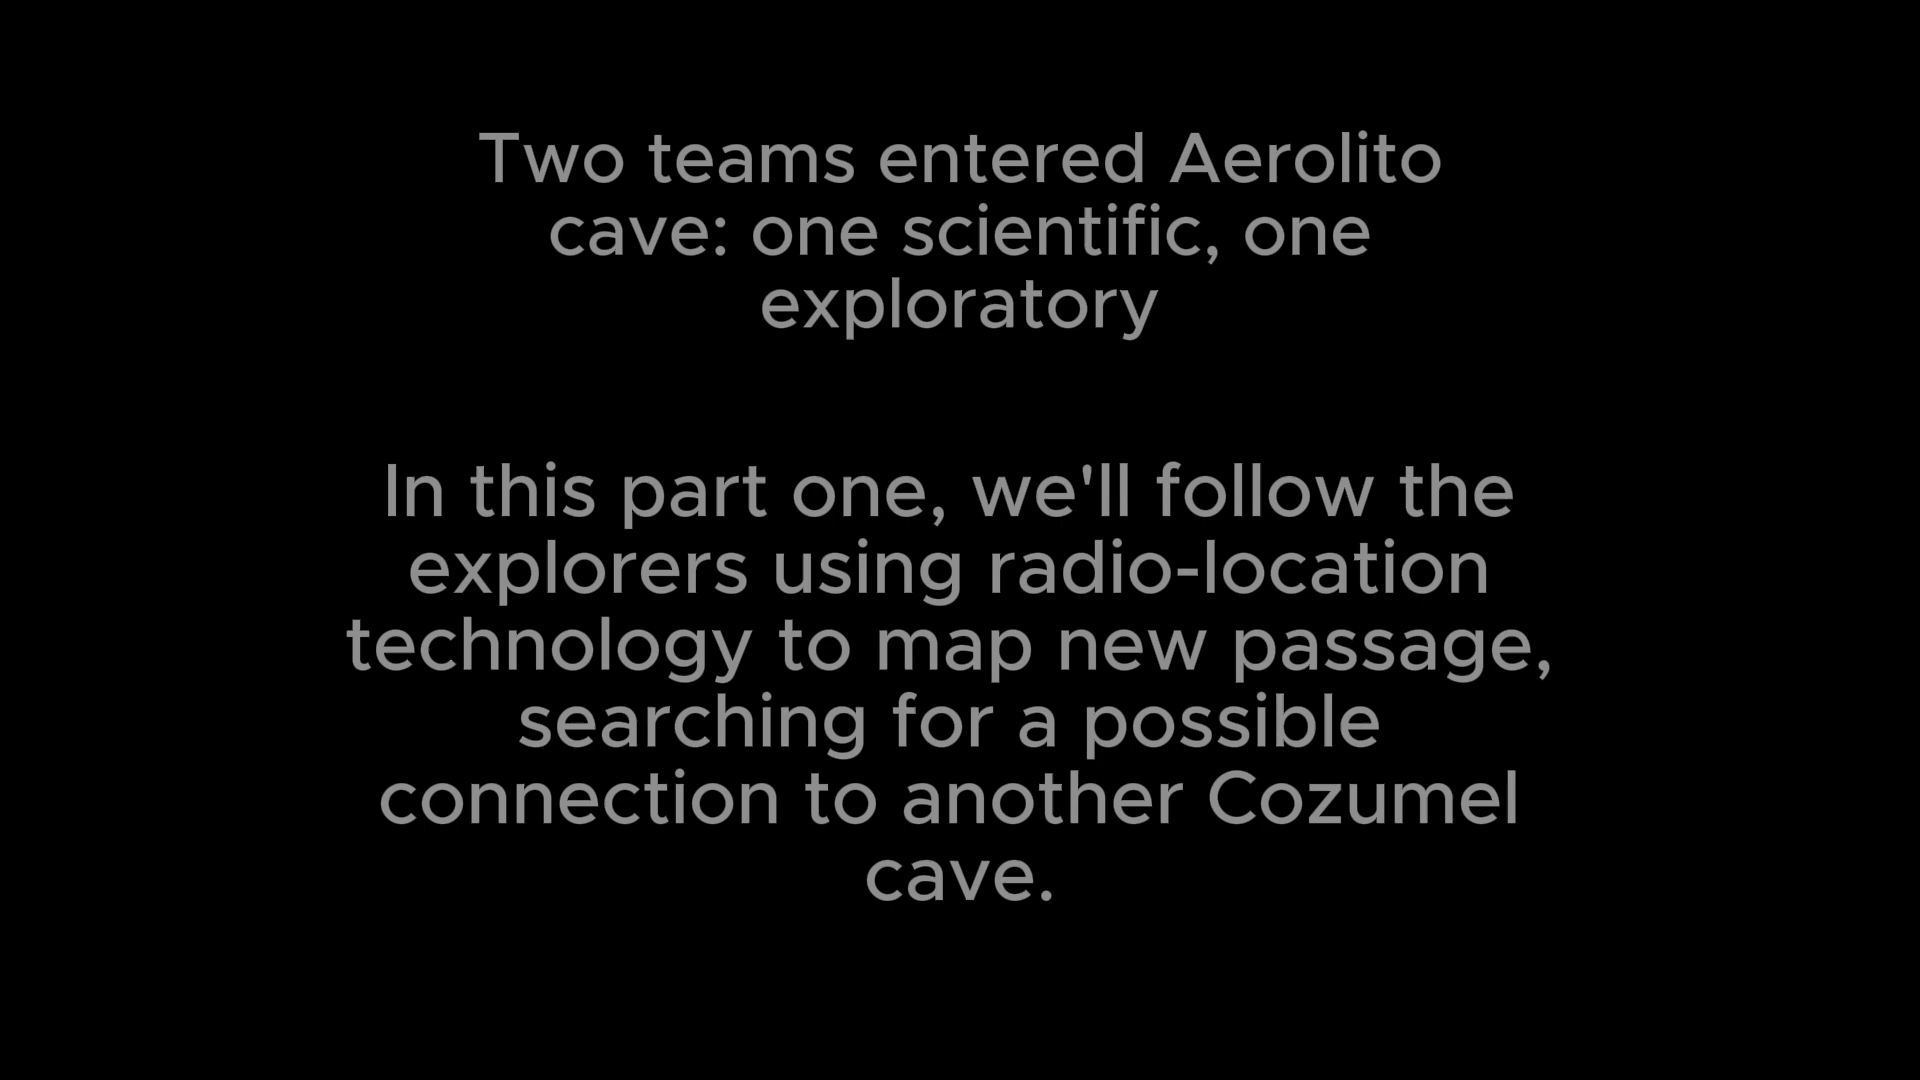 Two teams entered Aerolito
cave: one scientific, one
exploratory
In this part one, we'll follow the
explorers using radio-location
technology to map new passage,
searching for a possible
connection to another Cozumel
cave.